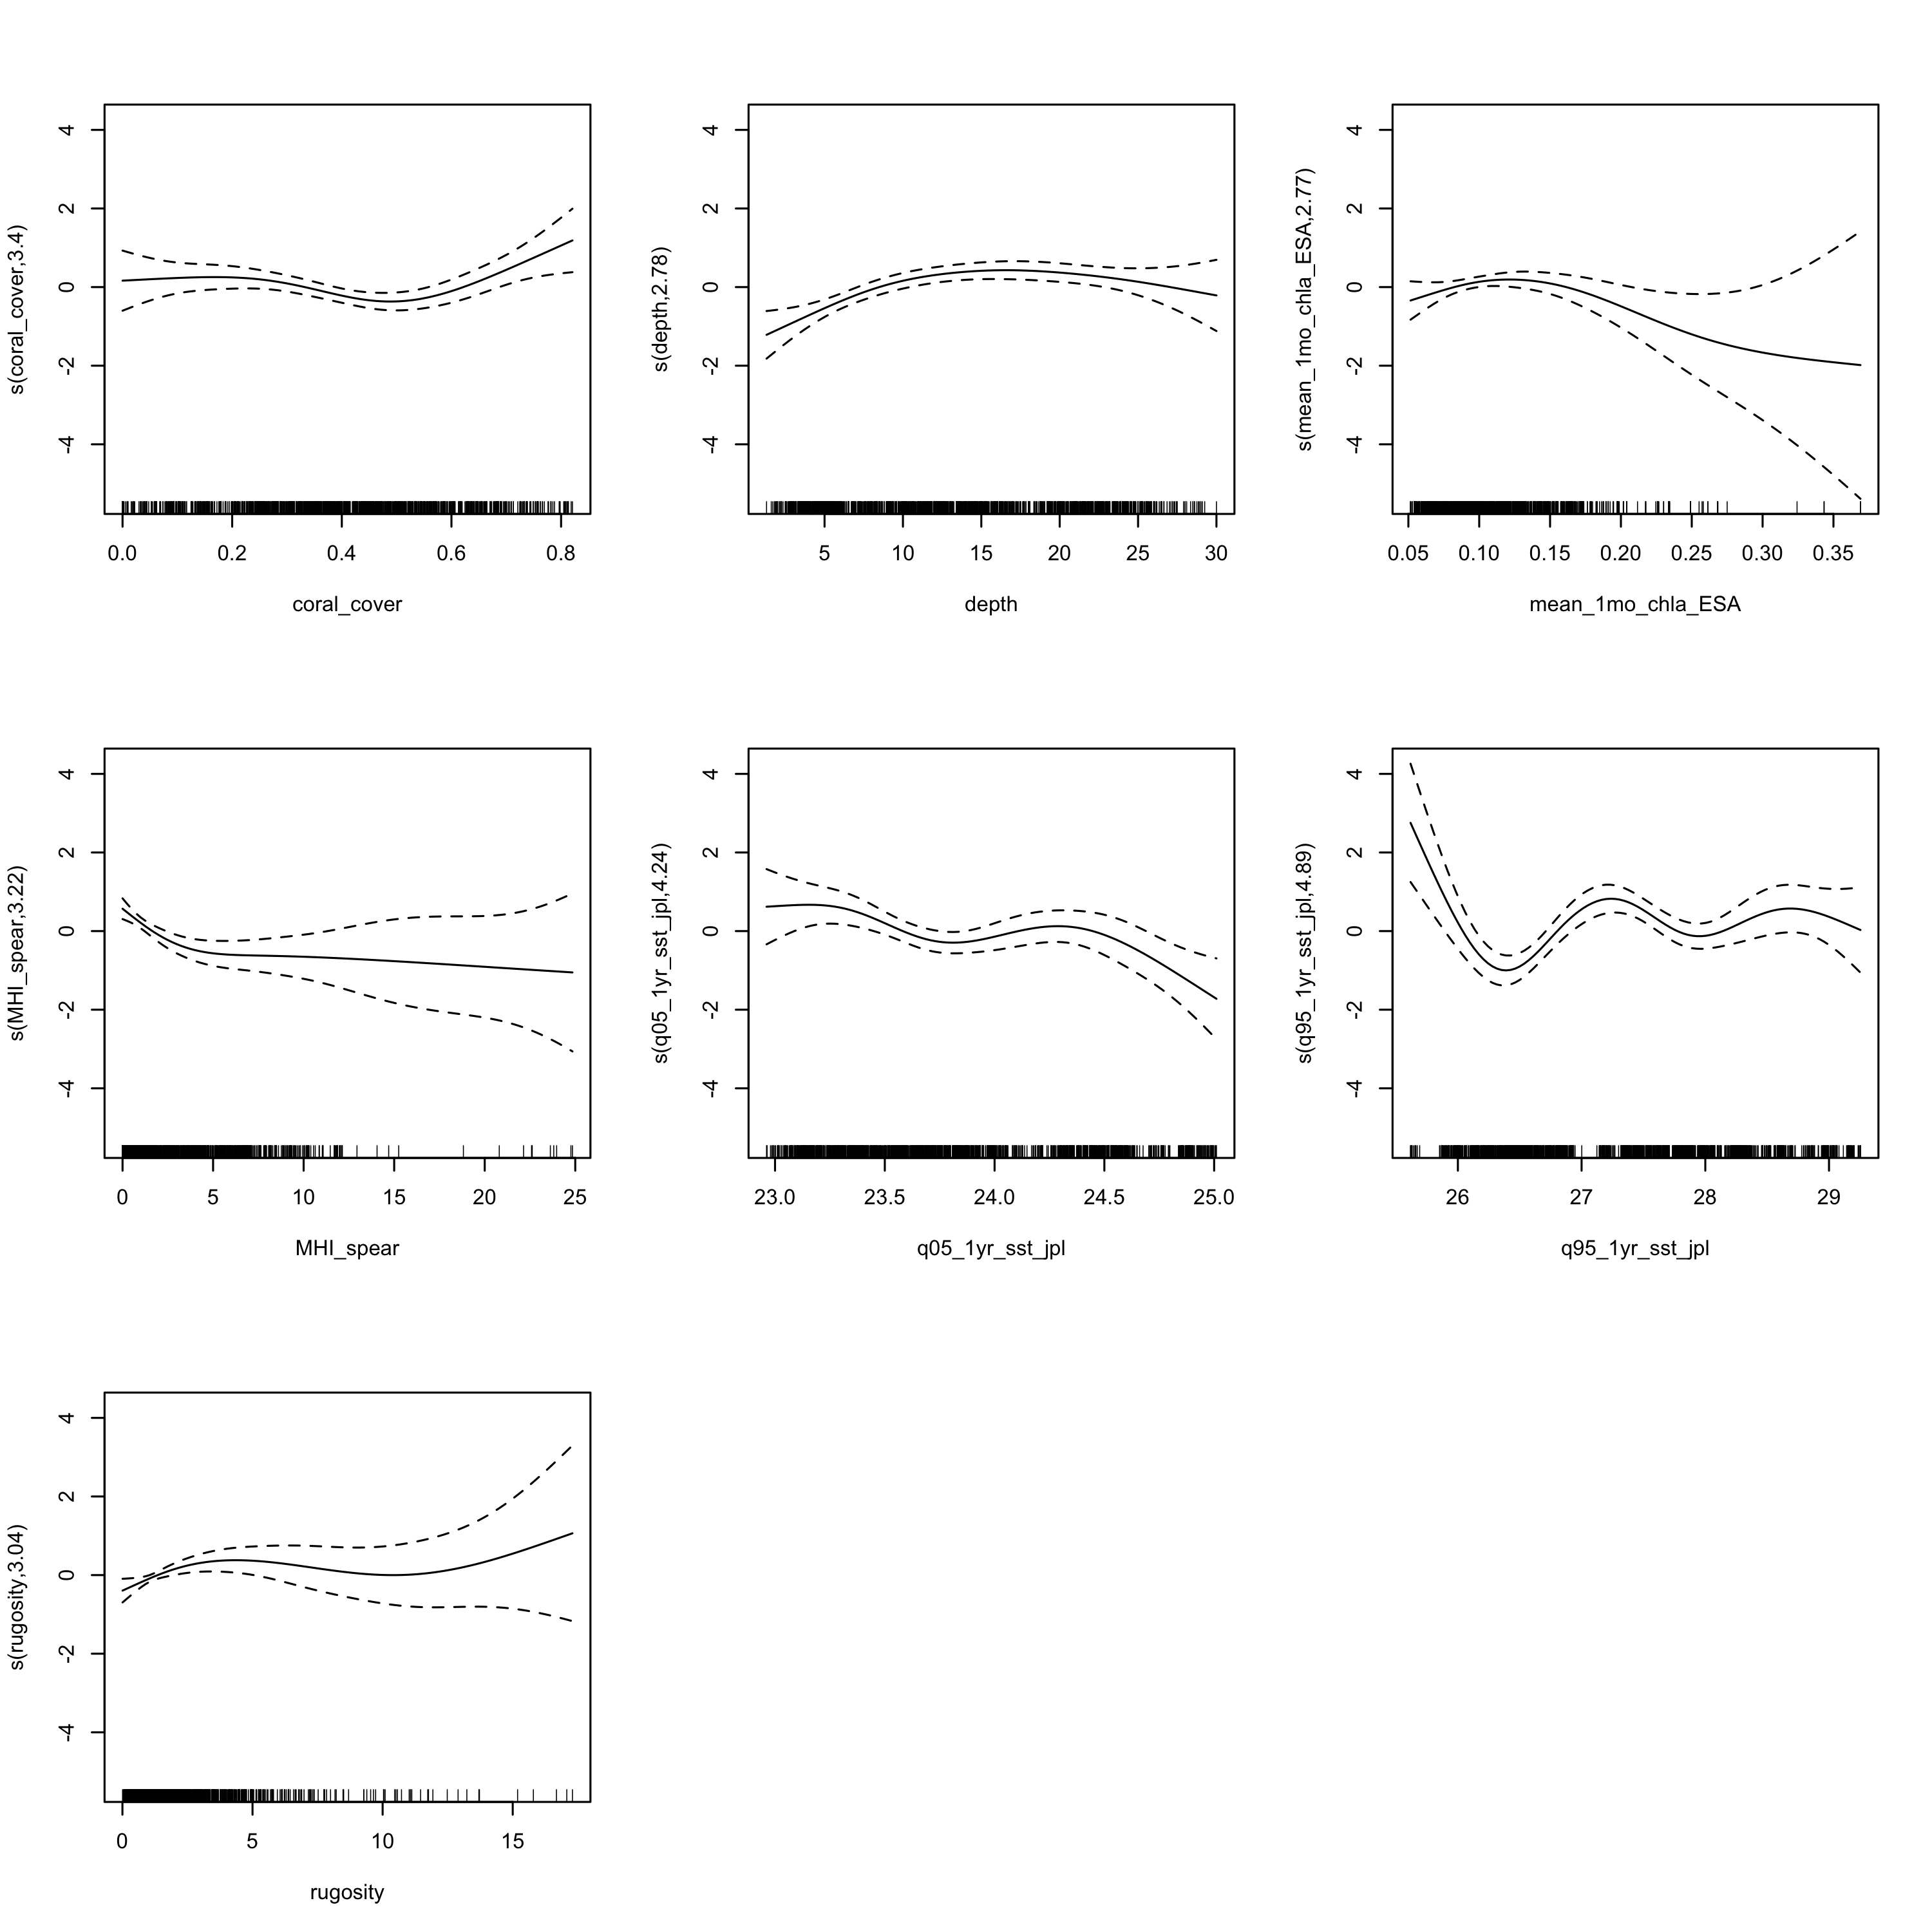 s(coral_cover,3.4)
4
2
0
-2
-4
0.0 0.2 0.4 0.6 0.8
coral_cover
s(depth,2.78)
4
2
0
-2
-4
5 10 15 20 25 30
depth
s(mean_1mo_chla_ESA,2.77)
4
2
0
-2
-4
0.05 0.10 0.15 0.20 0.25 0.30 0.35
mean_1mo_chla_ESA
s(MHI_spear,3.22)
4
2
0
-2
-4
0 5 10 15 20 25
MHI_spear
s(q05_1yr_sst_jpl,4.24)
4
2
0
-2
-4
23.0 23.5 24.0 24.5 25.0
q05_1yr_sst_jpl
s(q95_1yr_sst_jpl,4.89)
4
2
0
-2
-4
26 27 28 29
q95_1yr_sst_jpl
s(rugosity,3.04)
4
2
0
-2
-4
0 5 10 15
rugosity